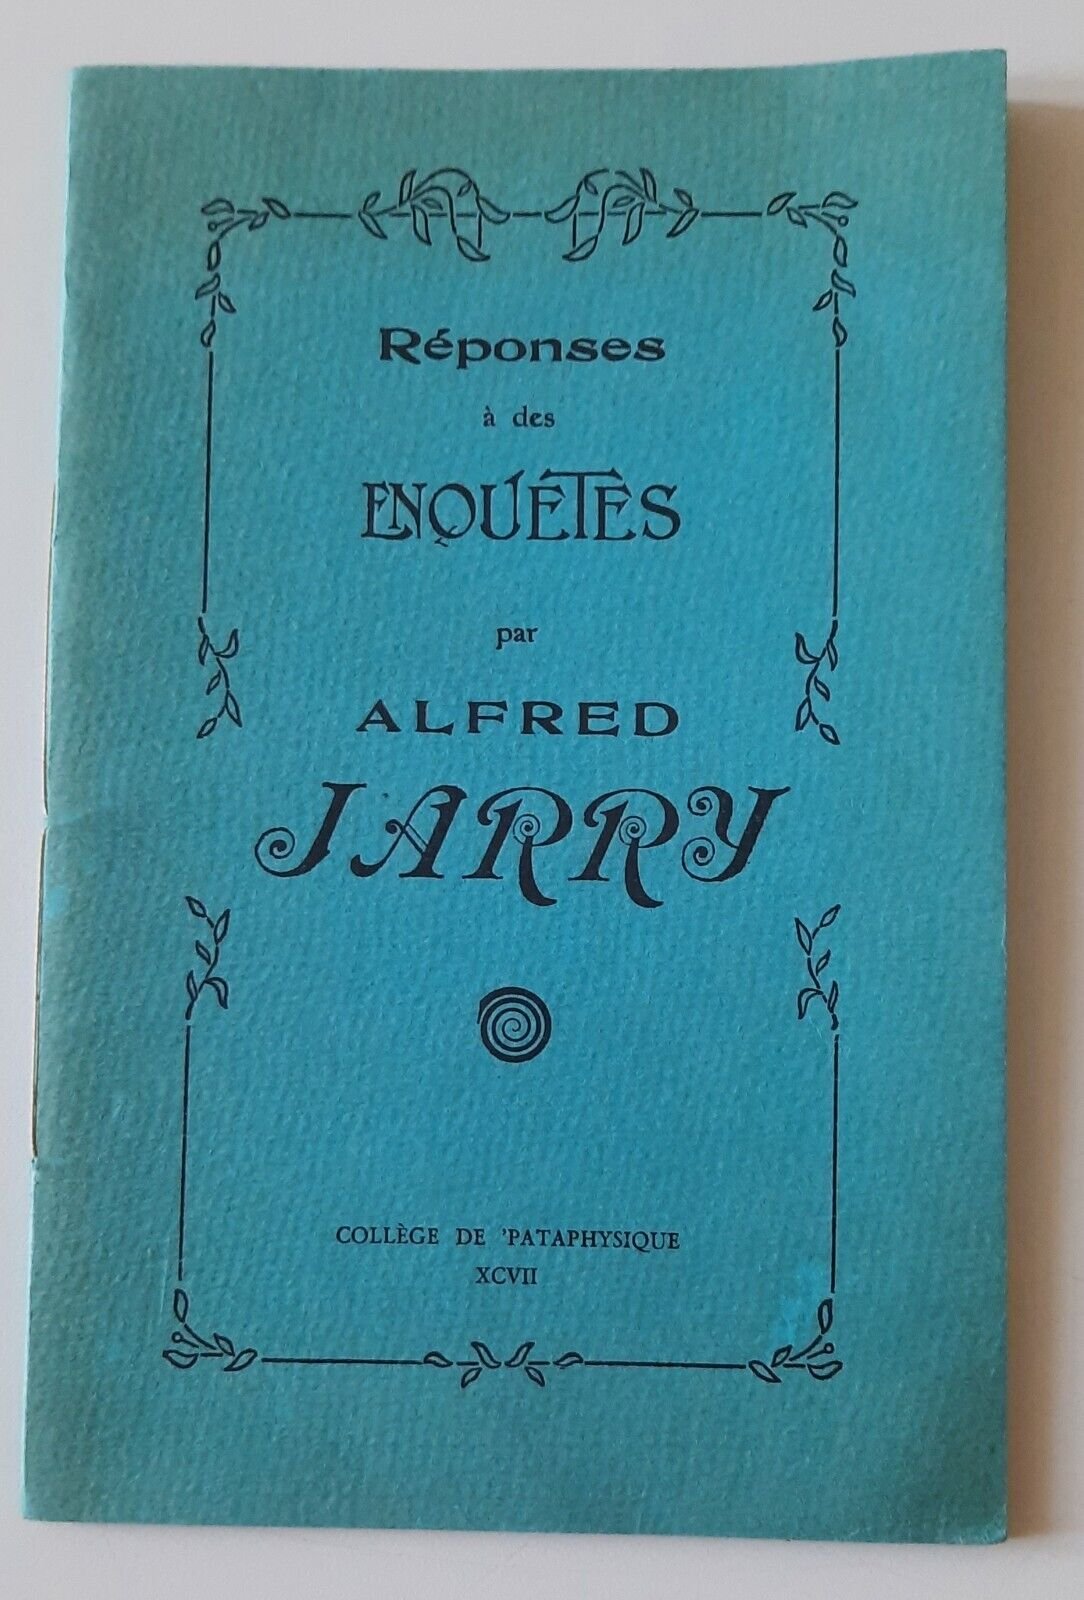 Réponses
à des
ENQUÊTES
par
ALFRED
JARRY
COLLÈGE DE 'PATAPHYSIQUE
XCVII